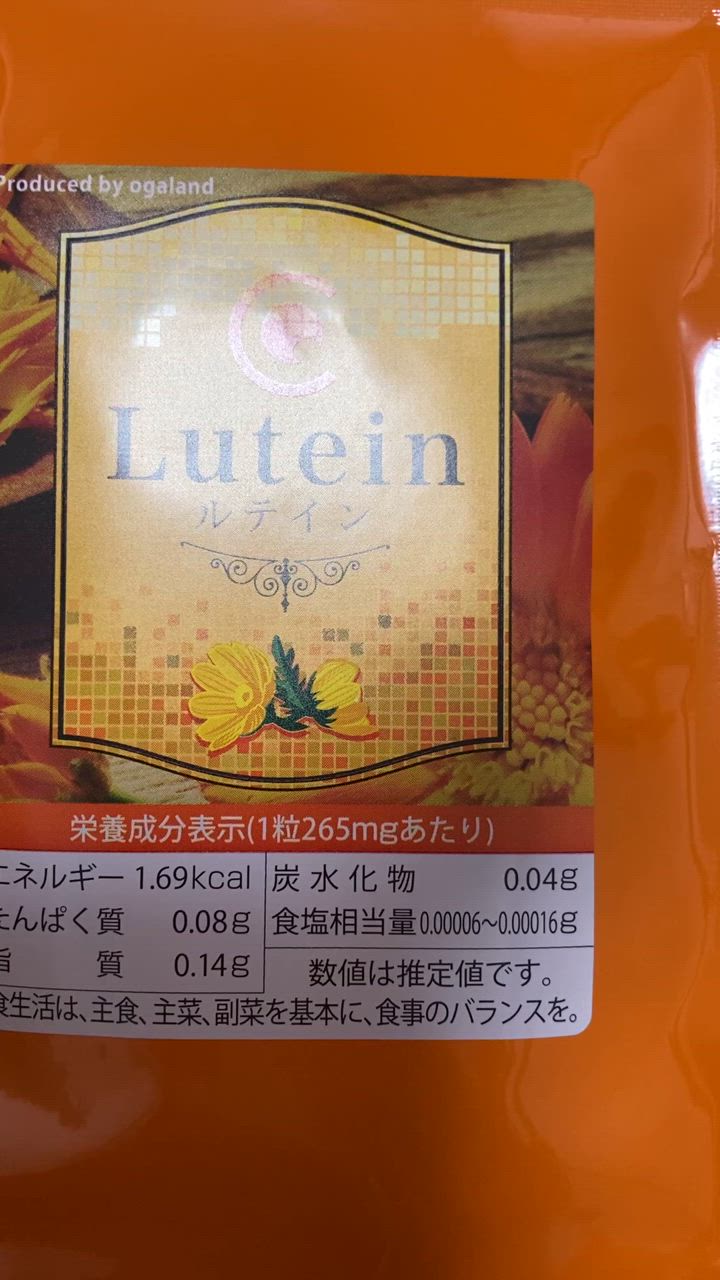 Produced by ogaland
Lutein
ルテイン
栄養成分表示(1粒265mgあたり)
エネルギー 1.69kcal
たんぱく質 0.08g
脂質 0.14g
炭水化物 0.04g
食塩相当量 0.00006~0.00016g
数値は推定値です。
食生活は、主食、主菜、副菜を基本に、食事のバランスを。